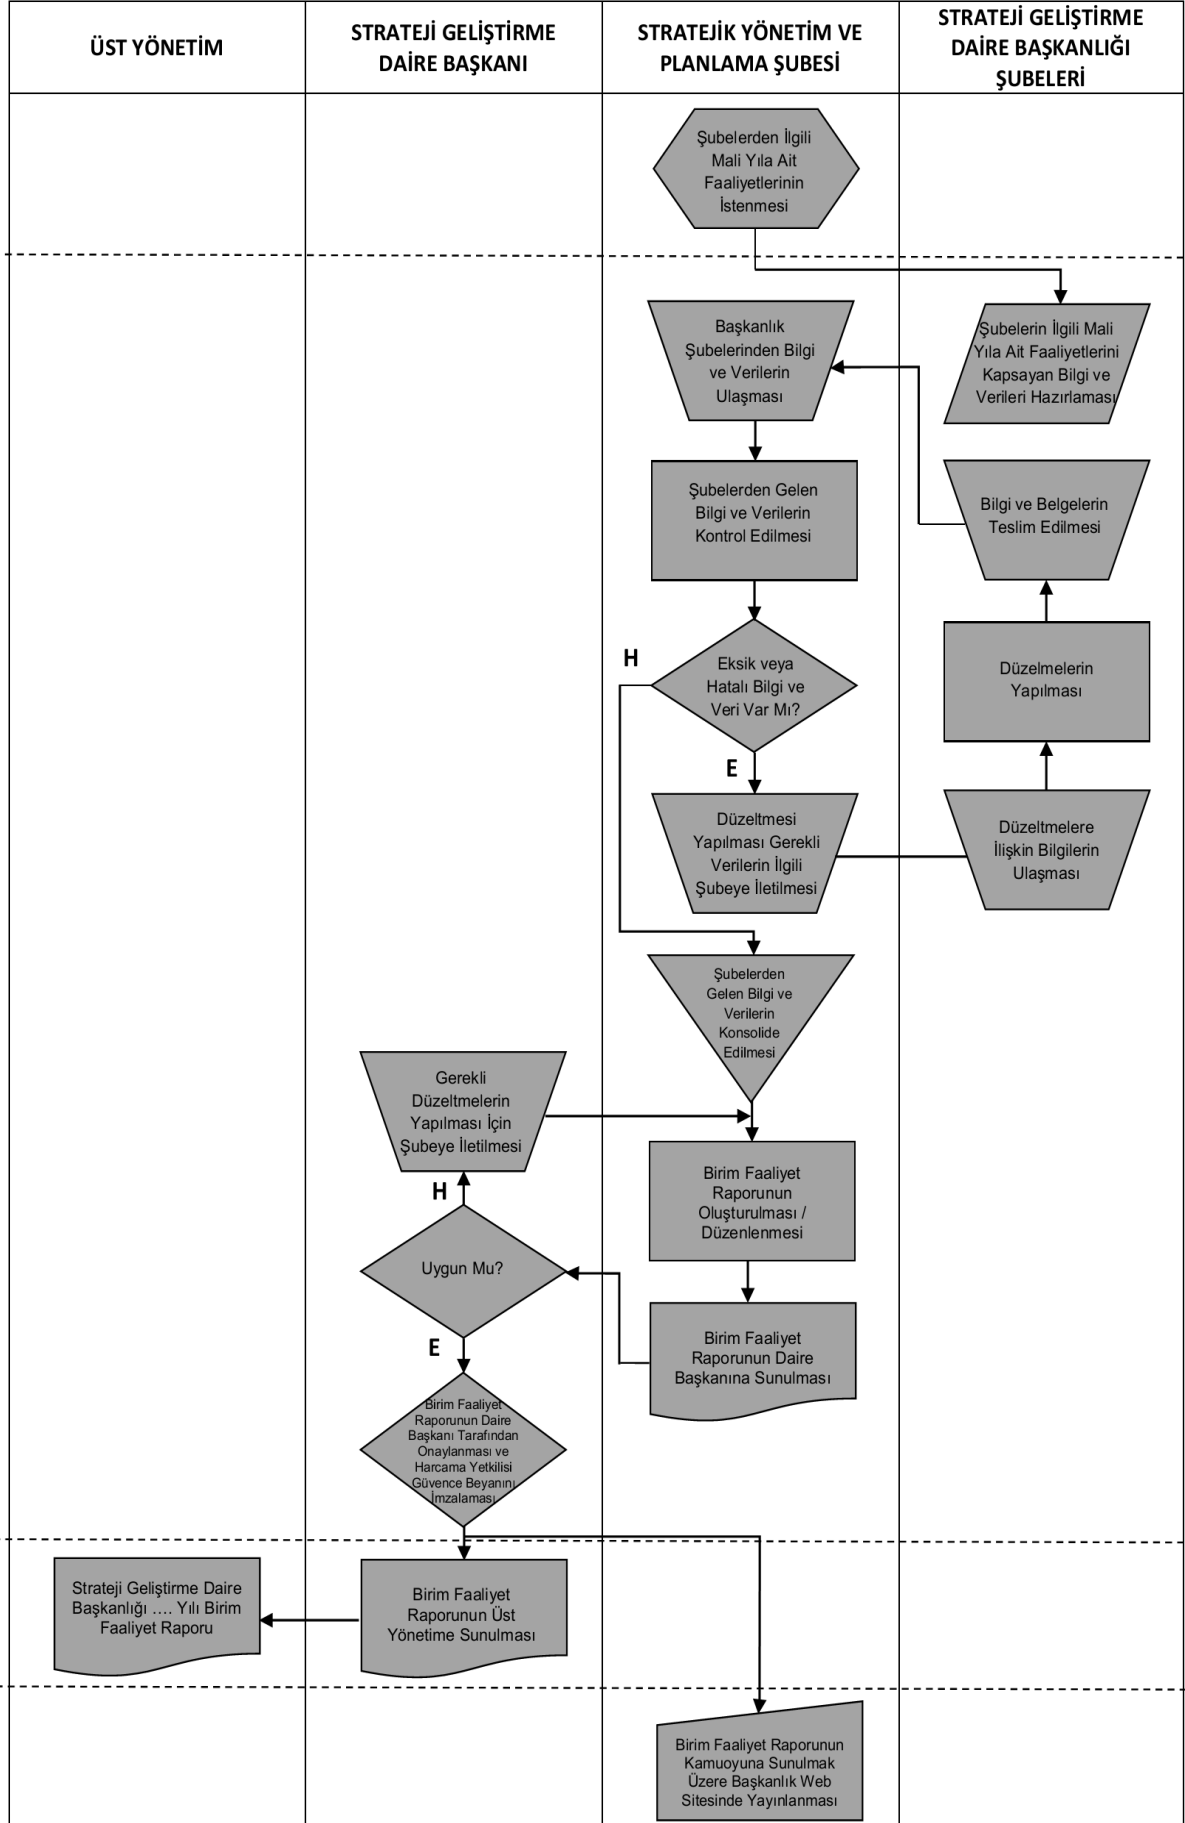 ÜST YÖNETİM
STRATEJİ GELİŞTİRME
DAİRE BAŞKANI
STRATEJİK YÖNETİM VE
PLANLAMA ŞUBESİ
STRATEJİ GELİŞTİRME
DAİRE BAŞKANLIĞI
ŞUBELERİ
Şubelerden İlgili
Mali Yıla Ait
Faaliyetlerinin
İstenmesi
Şubelerin İlgili Mali
Yıla Ait Faaliyetlerini
Kapsayan Bilgi ve
Verileri Hazırlaması
Başkanlık
Şubelerinden Bilgi
ve Verilerin
Ulaşması
Bilgi ve Belgelerin
Teslim Edilmesi
Şubelerden Gelen
Bilgi ve Verilerin
Kontrol Edilmesi
H
Eksik veya
Hatalı Bilgi ve
Veri Var Mı?
Düzelmelerin
Yapılması
E
Düzeltmesi
Yapılması Gerekli
Verilerin İlgili
Şubeye İletilmesi
Düzeltmelere
İlişkin Bilgilerin
Ulaşması
Şubelerden
Gelen Bilgi ve
Verilerin
Konsolide
Edilmesi
Gerekli
Düzeltmelerin
Yapılması İçin
Şubeye İletilmesi
Birim Faaliyet
Raporunun
Oluşturulması /
Düzenlenmesi
H
Uygun Mu?
Birim Faaliyet
Raporunun Daire
Başkanına Sunulması
E
Birim Faaliyet
Raporunun Daire
Başkanı Tarafından
Onaylanması ve
Harcama Yetkilisi
Güvence Beyanını
İmzalaması
Strateji Geliştirme Daire
Başkanlığı .... Yılı Birim
Faaliyet Raporu
Birim Faaliyet
Raporunun Üst
Yönetime Sunulması
Birim Faaliyet Raporunun
Kamuoyuna Sunulmak
Üzere Başkanlık Web
Sitesinde Yayınlanması